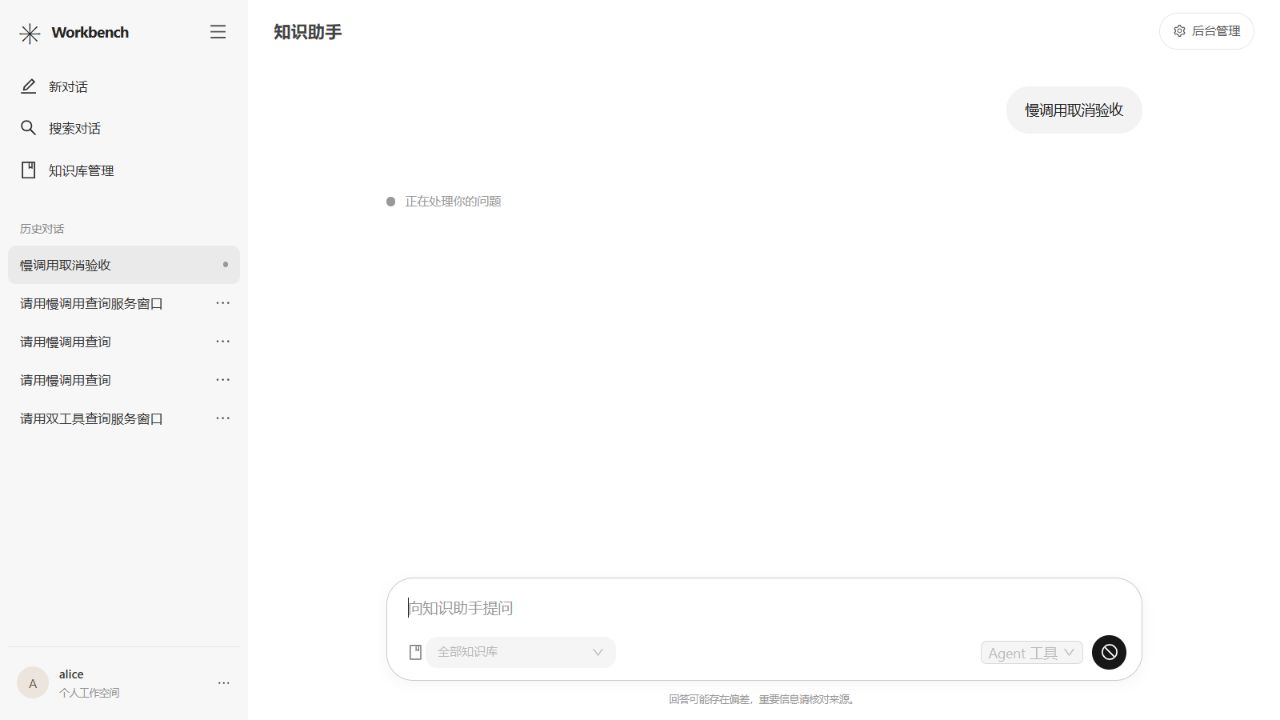 Workbench
新对话
搜索对话
知识库管理
历史对话
慢调用取消验收
请用慢调用查询服务窗口
请用慢调用查询
请用慢调用查询
请用双工具查询服务窗口
A
alice
个人工作空间
知识助手
后台管理
慢调用取消验收
正在处理你的问题
向知识助手提问
全部知识库
Agent 工具
回答可能存在偏差，重要信息请核对来源。